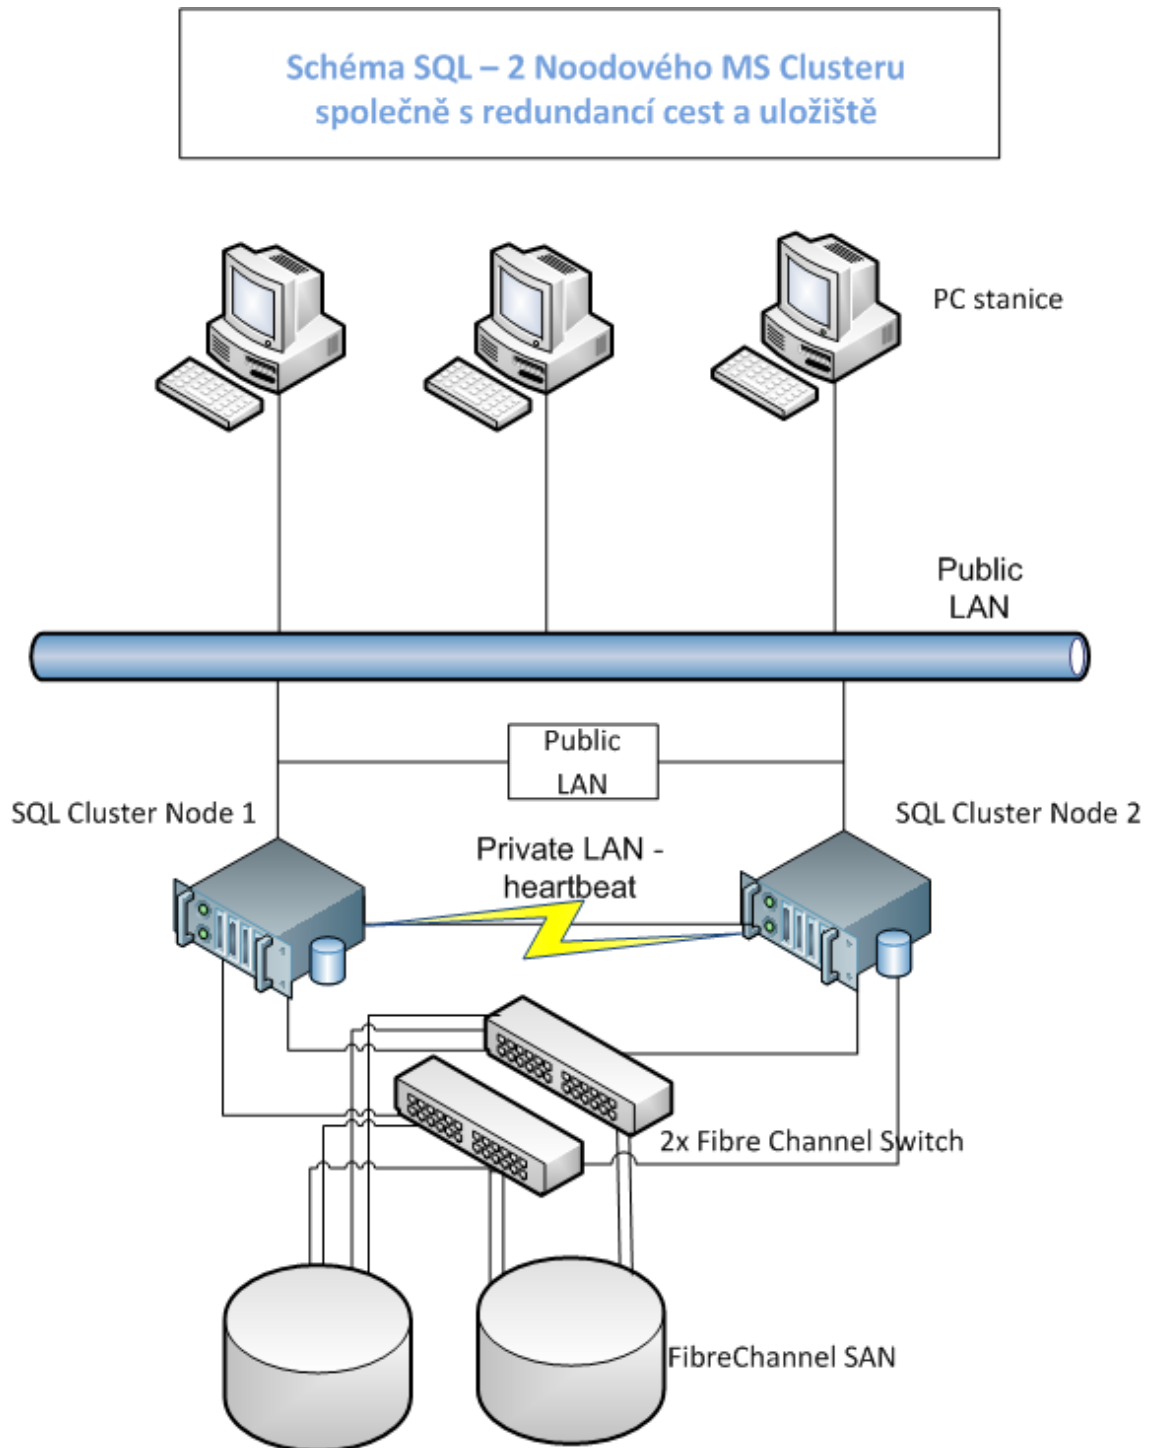 Schéma SQL – 2 Noodového MS Clusteru
společně s redundancí cest a uložiště
PC stanice
Public
LAN
Public
LAN
SQL Cluster Node 1
SQL Cluster Node 2
Private LAN -
heartbeat
2x Fibre Channel Switch
FibreChannel SAN